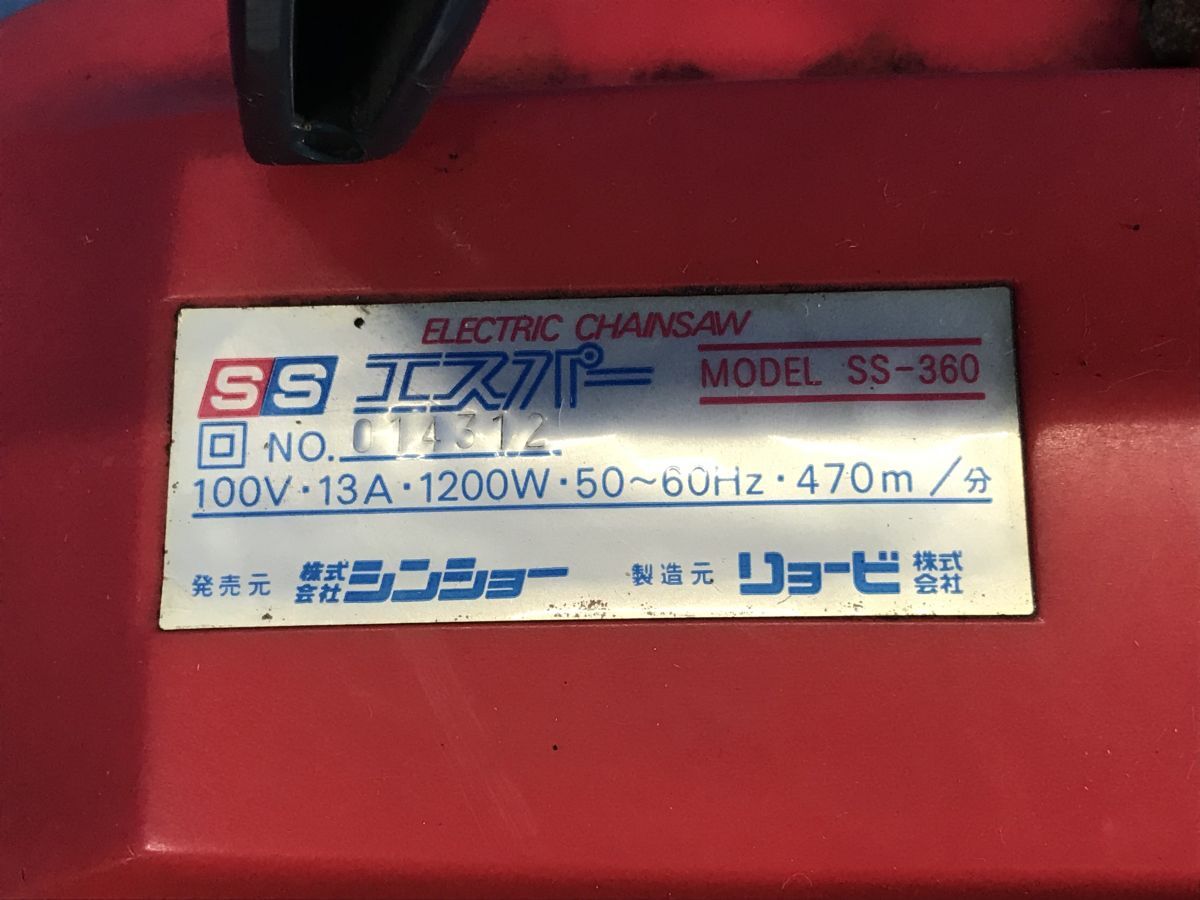 ELECTRIC CHAINSAW
SS エスパー MODEL SS-360
NO. 014312
100V・13A・1200W・50～60Hz・470m/分
発売元 株式会社シンショー 製造元 リョービ株式会社